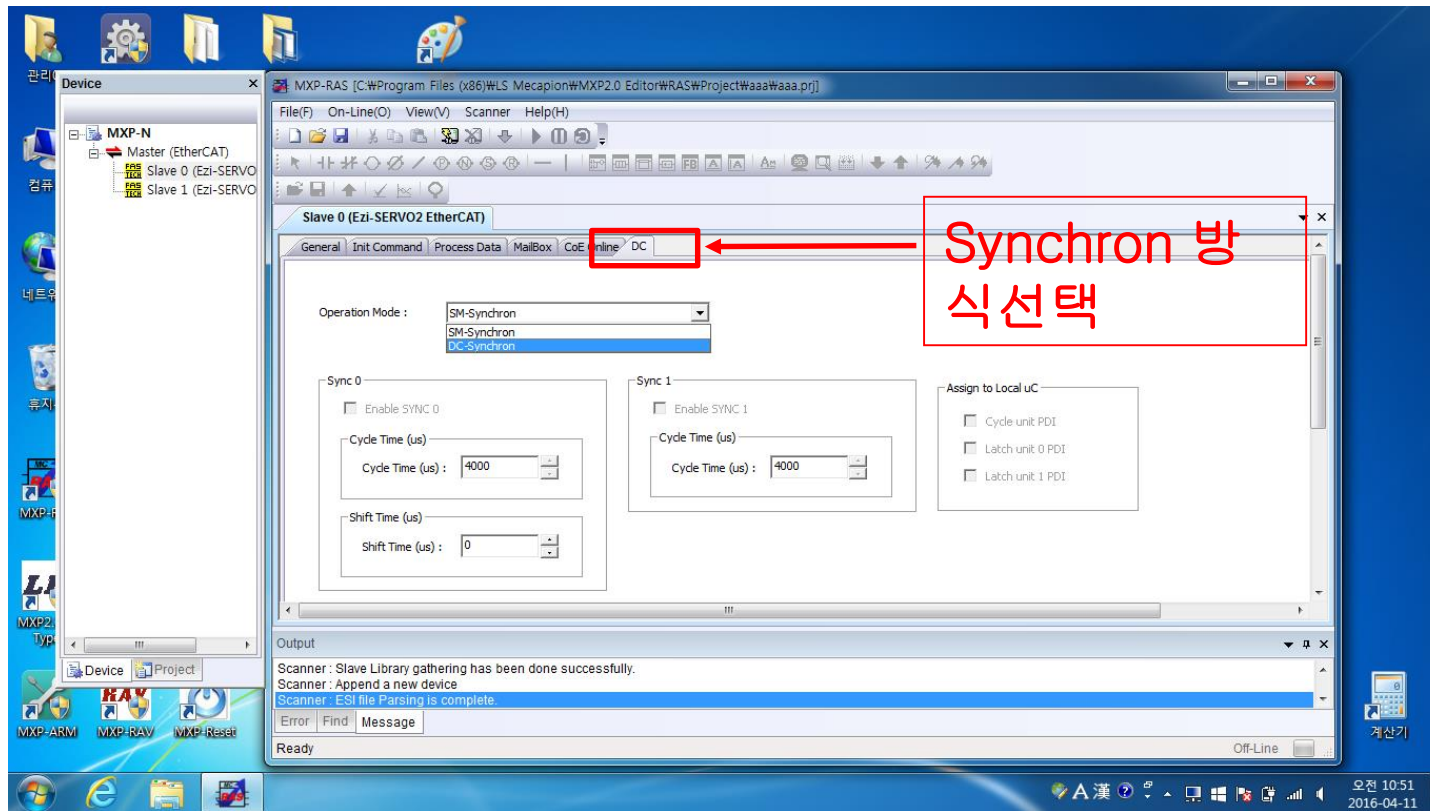 관리
Device
MXP-N
Master (EtherCAT)
Slave 0 (Ezi-SERVO
Slave 1 (Ezi-SERVO
FAS TECH
FAS TECH
컴퓨
네트워
휴지
MXP-R
MXP2.
Typ
Device
Project
MXP-ARM
MXP-RAV
MXP-Reset
MXP-RAS [C:₩Program Files (x86)₩LS Mecapion₩MXP2.0 Editor₩RAS₩Project₩aaa₩aaa.prj]
File(F) On-Line(O) View(V) Scanner Help(H)
Slave 0 (Ezi-SERVO2 EtherCAT)
General Init Command Process Data MailBox CoE Online DC
Synchron 방
식선택
Operation Mode : SM-Synchron
SM-Synchron
DC-Synchron
Sync 0
Enable SYNC 0
Cycle Time (us)
Cycle Time (us) : 4000
Shift Time (us)
Shift Time (us) : 0
Sync 1
Enable SYNC 1
Cycle Time (us)
Cycle Time (us) : 4000
Assign to Local uC
Cycle unit PDI
Latch unit 0 PDI
Latch unit 1 PDI
Output
Scanner : Slave Library gathering has been done successfully.
Scanner : Append a new device
Scanner : ESI file Parsing is complete.
Error Find Message
Ready
Off-Line
계산기
A 漢
오전 10:51
2016-04-11